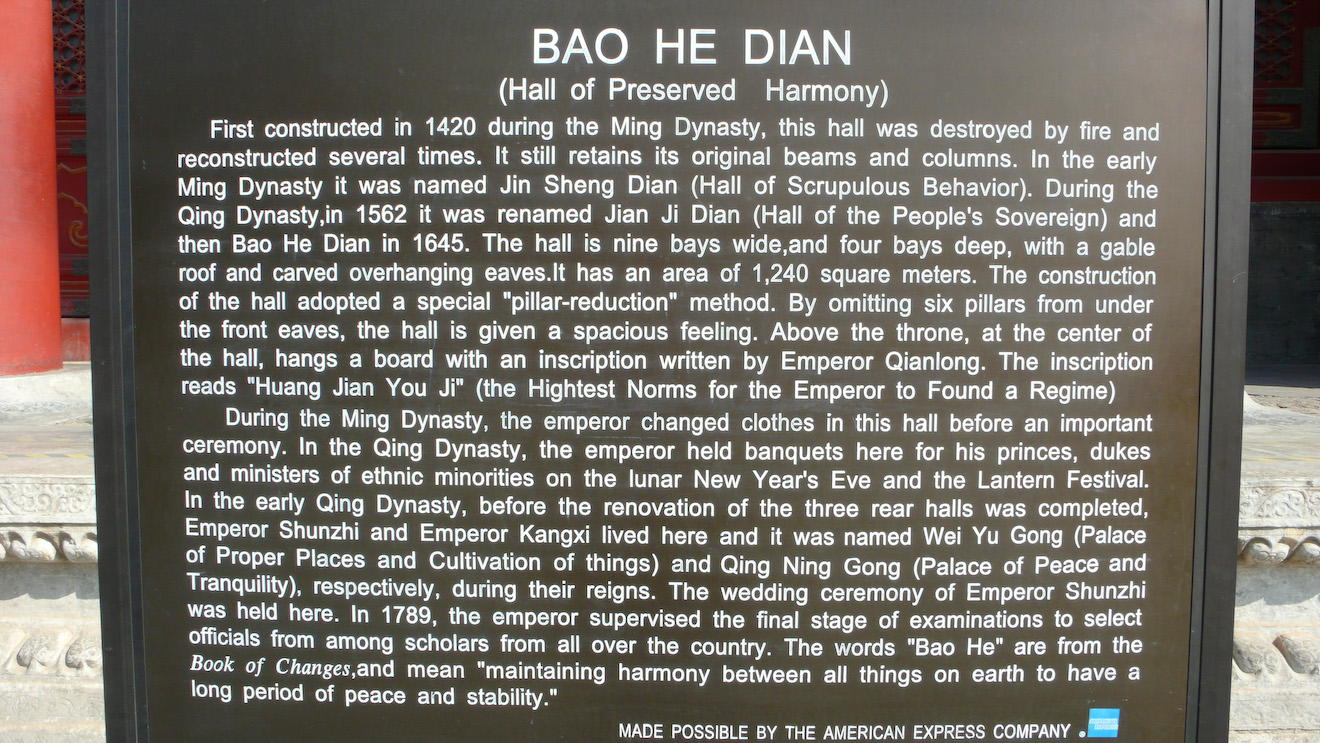 BAO HE DIAN
(Hall of Preserved Harmony)
First constructed in 1420 during the Ming Dynasty, this hall was destroyed by fire and
reconstructed several times. It still retains its original beams and columns. In the early
Ming Dynasty it was named Jin Sheng Dian (Hall of Scrupulous Behavior). During the
Qing Dynasty,in 1562 it was renamed Jian Ji Dian (Hall of the People's Sovereign) and
then Bao He Dian in 1645. The hall is nine bays wide,and four bays deep, with a gable
roof and carved overhanging eaves.It has an area of 1,240 square meters. The construction
of the hall adopted a special "pillar-reduction" method. By omitting six pillars from under
the front eaves, the hall is given a spacious feeling. Above the throne, at the center of
the hall, hangs a board with an inscription written by Emperor Qianlong. The inscription
reads "Huang Jian You Ji" (the Hightest Norms for the Emperor to Found a Regime)
During the Ming Dynasty, the emperor changed clothes in this hall before an important
ceremony. In the Qing Dynasty, the emperor held banquets here for his princes, dukes
and ministers of ethnic minorities on the lunar New Year's Eve and the Lantern Festival.
In the early Qing Dynasty, before the renovation of the three rear halls was completed,
Emperor Shunzhi and Emperor Kangxi lived here and it was named Wei Yu Gong (Palace
of Proper Places and Cultivation of things) and Qing Ning Gong (Palace of Peace and
Tranquility), respectively, during their reigns. The wedding ceremony of Emperor Shunzhi
was held here. In 1789, the emperor supervised the final stage of examinations to select
officials from among scholars from all over the country. The words "Bao He" are from the
Book of Changes,and mean "maintaining harmony between all things on earth to have a
long period of peace and stability."
MADE POSSIBLE BY THE AMERICAN EXPRESS COMPANY .